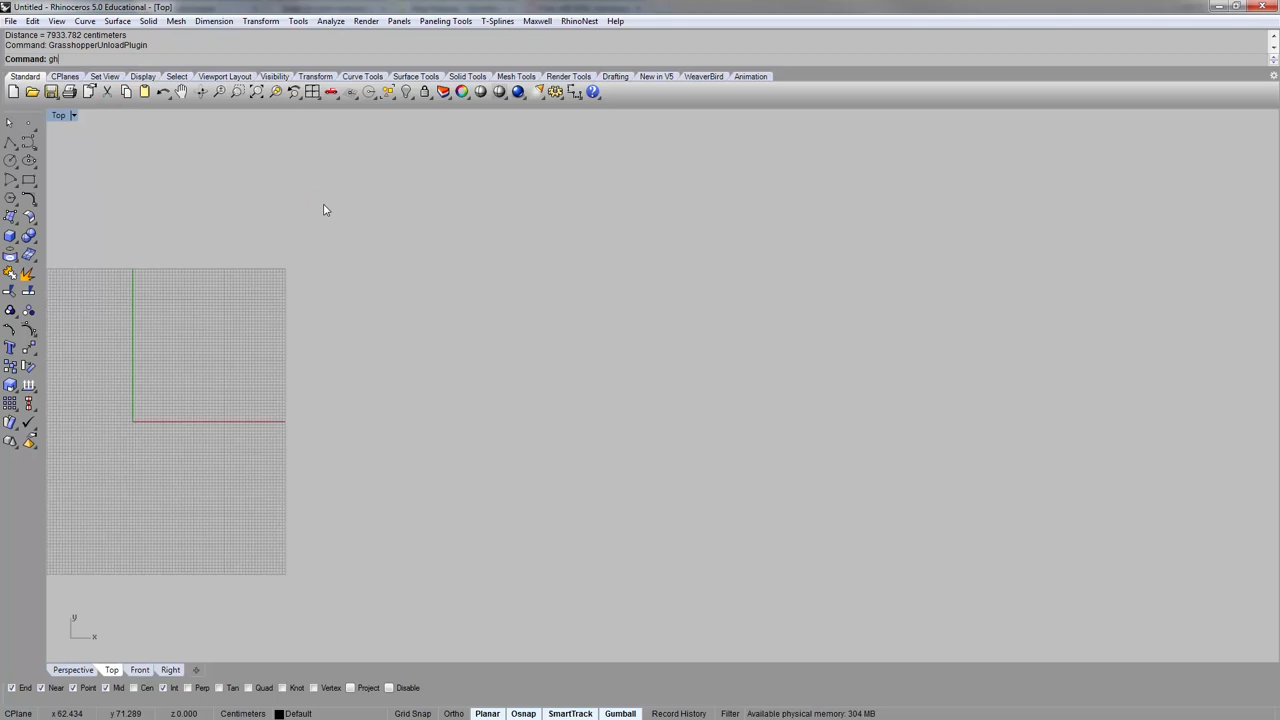 Untitled - Rhinoceros 5.0 Educational - [Top]
File Edit View Curve Surface Solid Mesh Dimension Transform Tools Analyze Render Panels Paneling Tools T-Splines Maxwell RhinoNest Help
Distance = 7933.782 centimeters
Command: GrasshopperUnloadPlugin
Command: gh
Standard CPlanes Set View Display Select Viewport Layout Visibility Transform Curve Tools Surface Tools Solid Tools Mesh Tools Render Tools Drafting New in V5 WeaverBird Animation
Top
y
x
Perspective Top Front Right
End Near Point Mid Cen Int Perp Tan Quad Knot Vertex Project Disable
CPlane x 62.434 y 71.289 z 0.000 Centimeters Default Grid Snap Ortho Planar Osnap SmartTrack Gumball Record History Filter Available physical memory: 304 MB